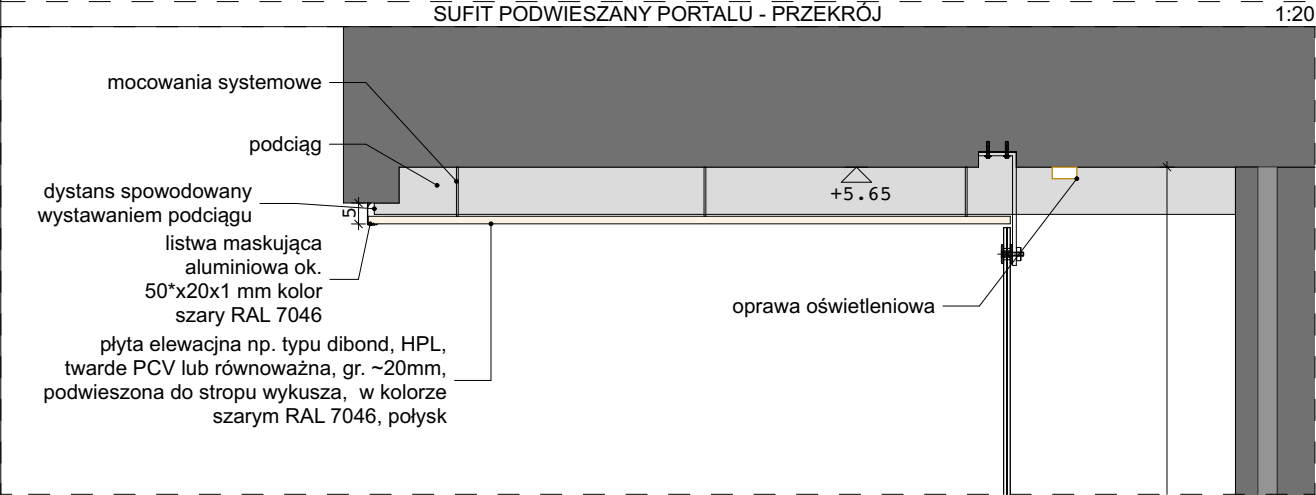 SUFIT PODWIESZANY PORTALU - PRZEKRÓJ
1:20
mocowania systemowe
podciąg
dystans spowodowany
wystawaniem podciągu
5
listwa maskująca
aluminiowa ok.
50*x20x1 mm kolor
szary RAL 7046
płyta elewacjna np. typu dibond, HPL,
twarde PCV lub równoważna, gr. ~20mm,
podwieszona do stropu wykusza, w kolorze
szarym RAL 7046, połysk
+5.65
oprawa oświetleniowa